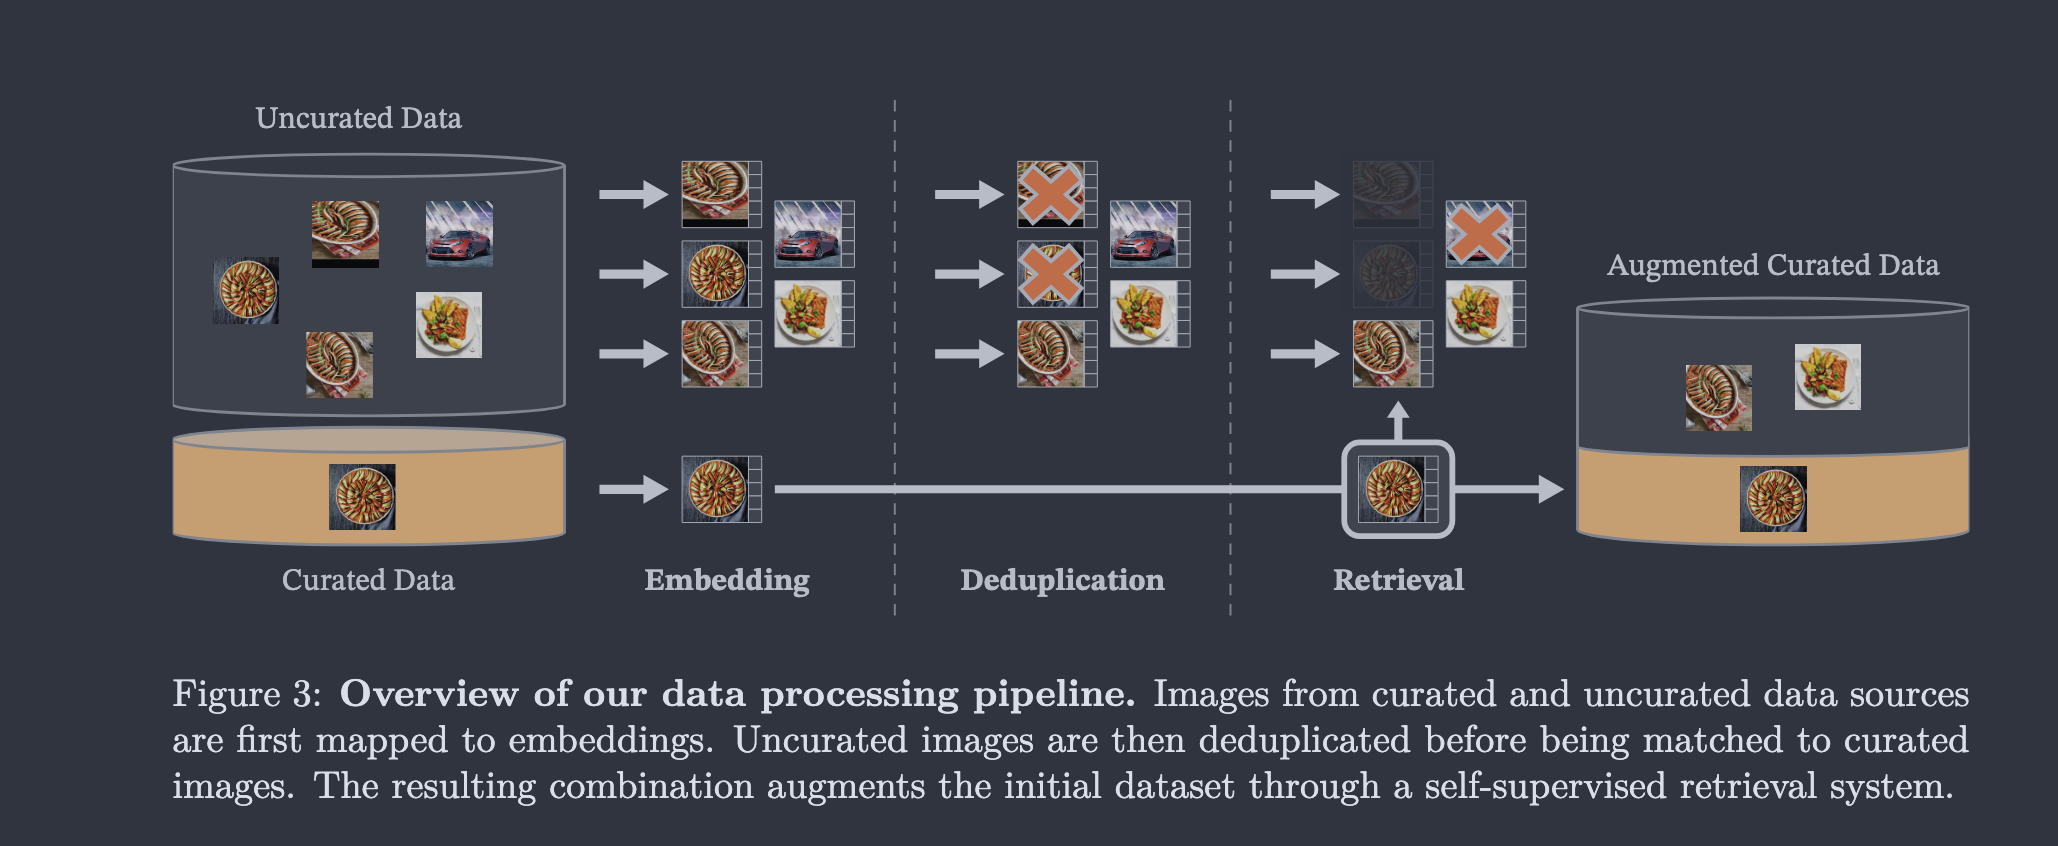 Uncurated Data
Augmented Curated Data
Curated Data
Embedding
Deduplication
Retrieval
Figure 3: Overview of our data processing pipeline. Images from curated and uncurated data sources
are first mapped to embeddings. Uncurated images are then deduplicated before being matched to curated
images. The resulting combination augments the initial dataset through a self-supervised retrieval system.